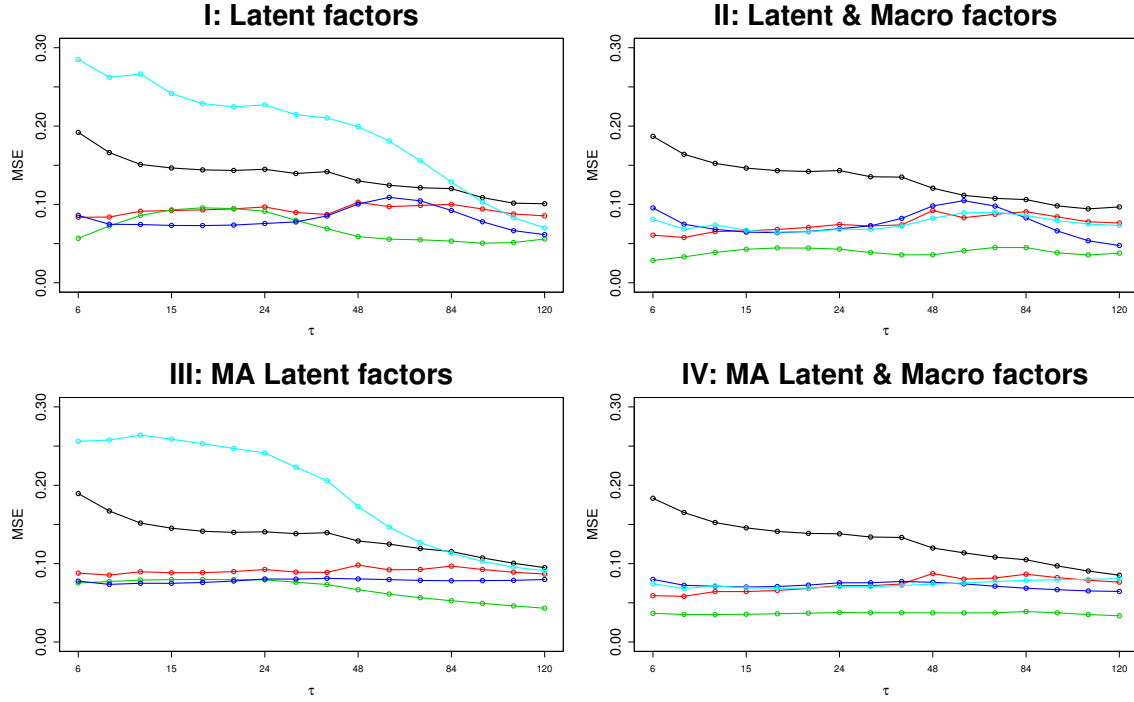 I: Latent factors
MSE
0.00 0.10 0.20 0.30
6 15 24 48 84 120
τ
II: Latent & Macro factors
MSE
0.00 0.10 0.20 0.30
6 15 24 48 84 120
τ
III: MA Latent factors
MSE
0.00 0.10 0.20 0.30
6 15 24 48 84 120
τ
IV: MA Latent & Macro factors
MSE
0.00 0.10 0.20 0.30
6 15 24 48 84 120
τ